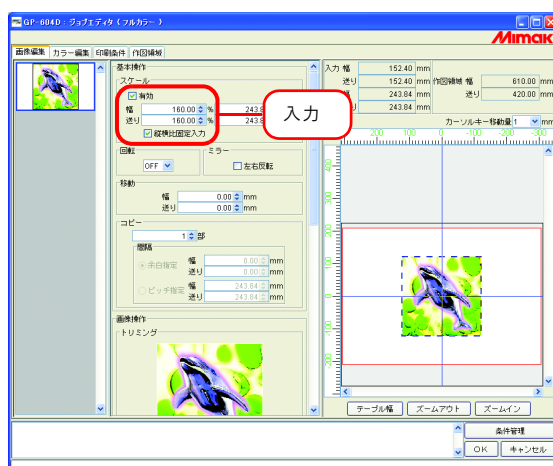 GP-604D : ジョブエディタ ( フルカラー )
Mimaki
画像編集 カラー編集 印刷条件 作図領域
基本操作
スケール
有効
幅 160.00 % 243.8
送り 160.00 % 243.8
縦横比固定入力
入力
回転 ミラー
OFF 左右反転
移動
幅 0.00 mm
送り 0.00 mm
コピー
1 部
間隔
余白指定 幅 0.00 mm
送り 0.00 mm
ピッチ指定 幅 243.84 mm
送り 243.84 mm
画像操作
トリミング
入力 幅 152.40 mm
送り 152.40 mm 作図領域 幅 610.00 mm
幅 243.84 mm 送り 420.00 mm
243.84 mm
カーソルキー移動量 1 mm
200 100 0 -100 -200 -300
テーブル幅 ズームアウト ズームイン
条件管理
OK キャンセル